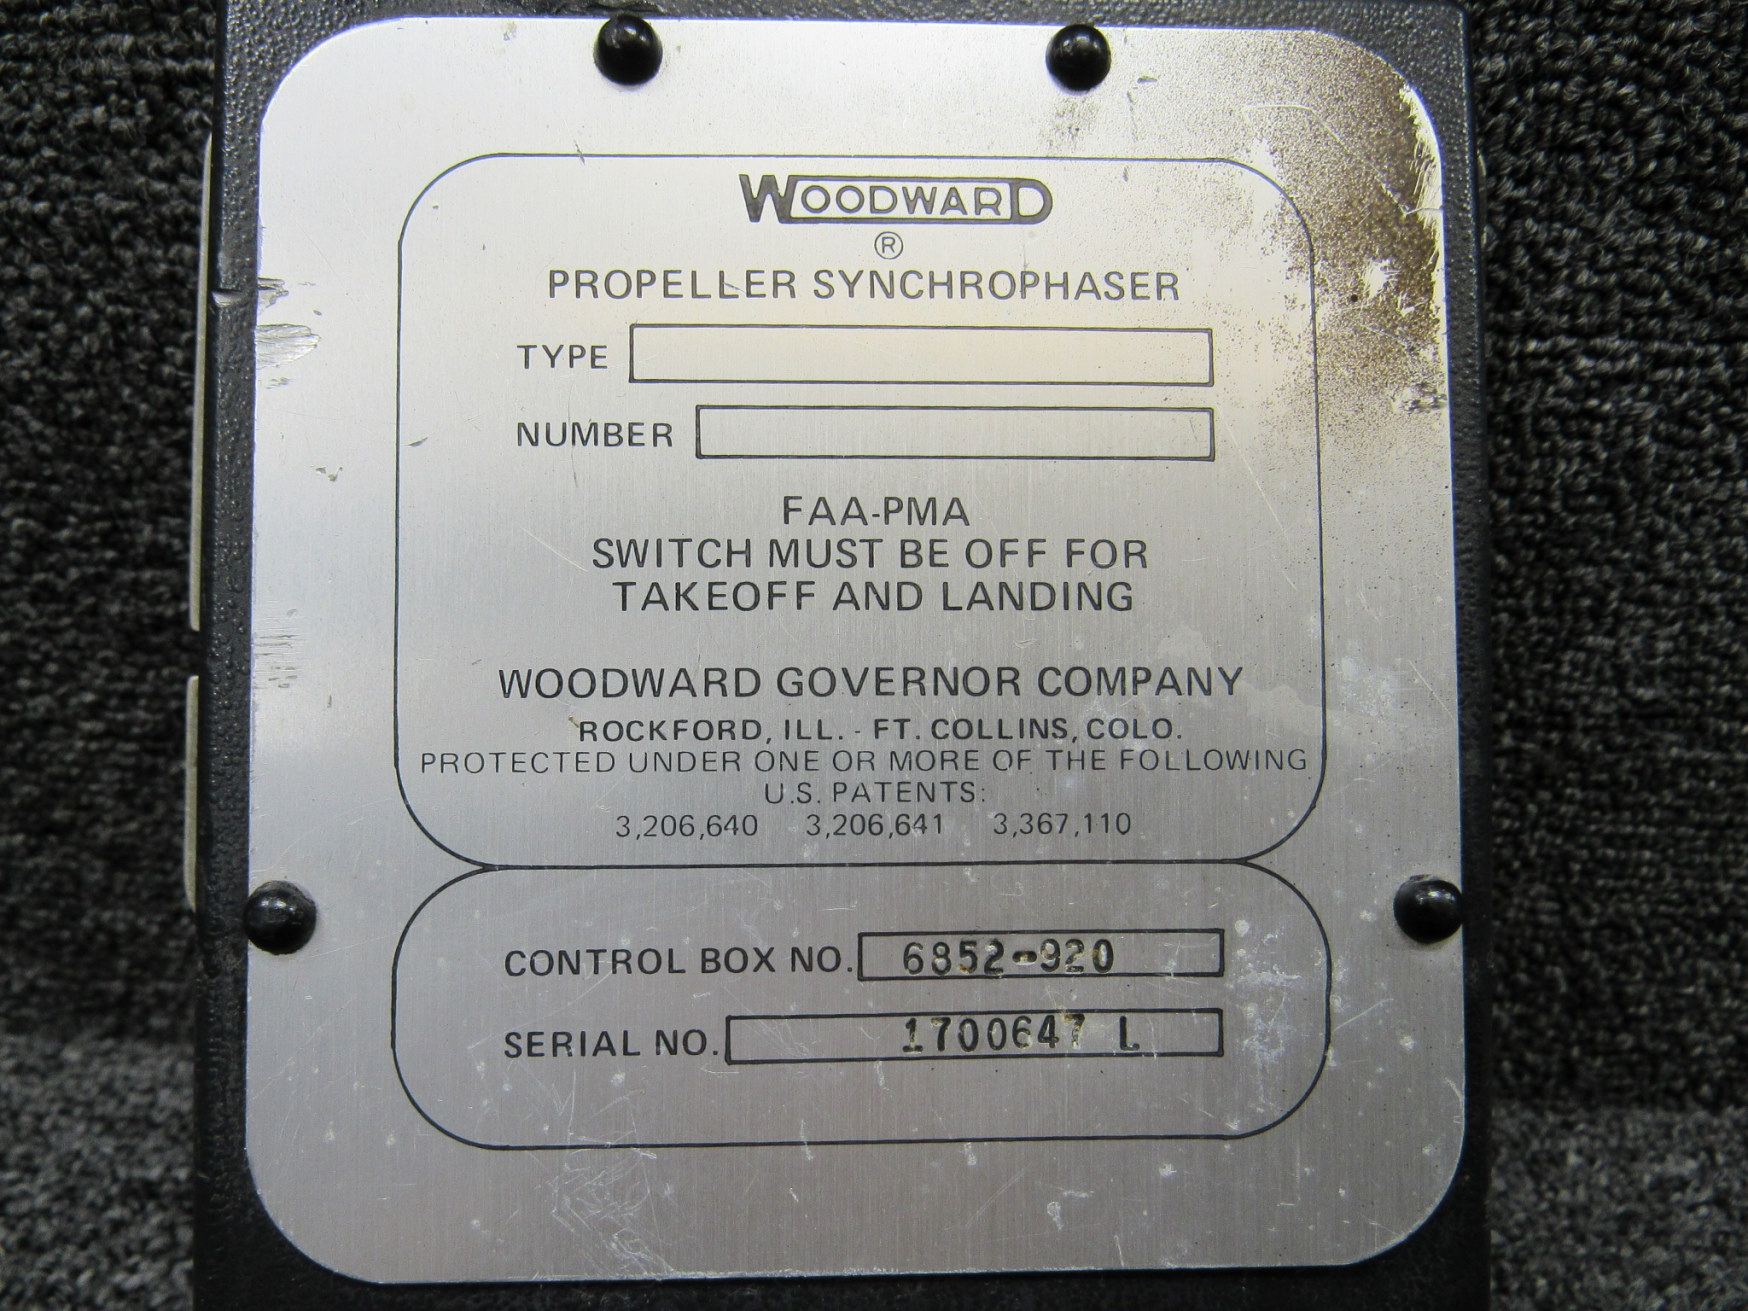 WOODWARD
®
PROPELLER SYNCHROPHASER
TYPE
NUMBER
FAA-PMA
SWITCH MUST BE OFF FOR
TAKEOFF AND LANDING
WOODWARD GOVERNOR COMPANY
ROCKFORD, ILL. - FT. COLLINS, COLO.
PROTECTED UNDER ONE OR MORE OF THE FOLLOWING
U.S. PATENTS:
3,206,640 3,206,641 3,367,110
CONTROL BOX NO. 6852-920
SERIAL NO. 1700647 L